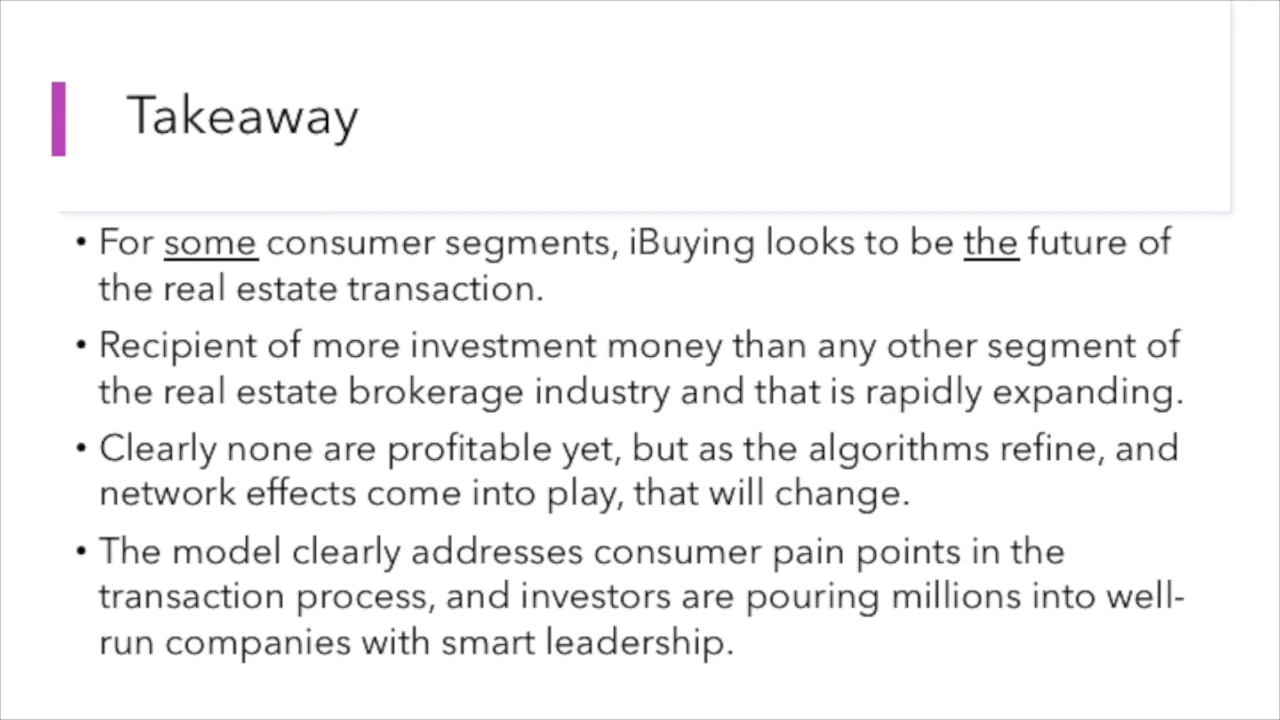 Takeaway
• For some consumer segments, iBuying looks to be the future of
the real estate transaction.
• Recipient of more investment money than any other segment of
the real estate brokerage industry and that is rapidly expanding.
• Clearly none are profitable yet, but as the algorithms refine, and
network effects come into play, that will change.
• The model clearly addresses consumer pain points in the
transaction process, and investors are pouring millions into well-
run companies with smart leadership.